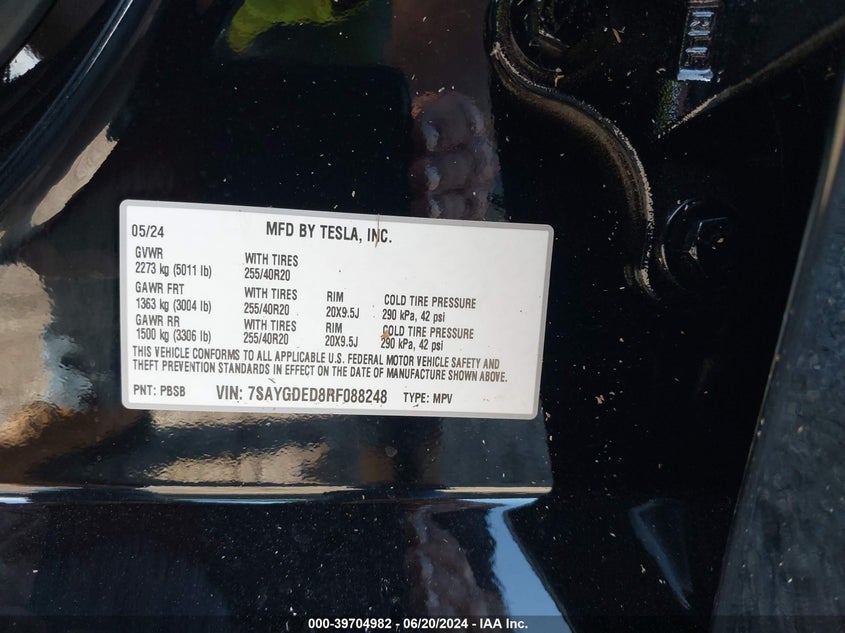 05/24 MFD BY TESLA, INC.
GVWR WITH TIRES
2273 kg (5011 lb) 255/40R20
GAWR FRT WITH TIRES RIM COLD TIRE PRESSURE
1363 kg (3004 lb) 255/40R20 20X9.5J 290 kPa, 42 psi
GAWR RR WITH TIRES RIM COLD TIRE PRESSURE
1500 kg (3306 lb) 255/40R20 20X9.5J 290 kPa, 42 psi
THIS VEHICLE CONFORMS TO ALL APPLICABLE U.S. FEDERAL MOTOR VEHICLE SAFETY AND
THEFT PREVENTION STANDARDS IN EFFECT ON THE DATE OF MANUFACTURE SHOWN ABOVE.
PNT: PBSB VIN: 7SAYGDED8RF088248 TYPE: MPV
000-39704982 / 06/20/2024 - IAA Inc.